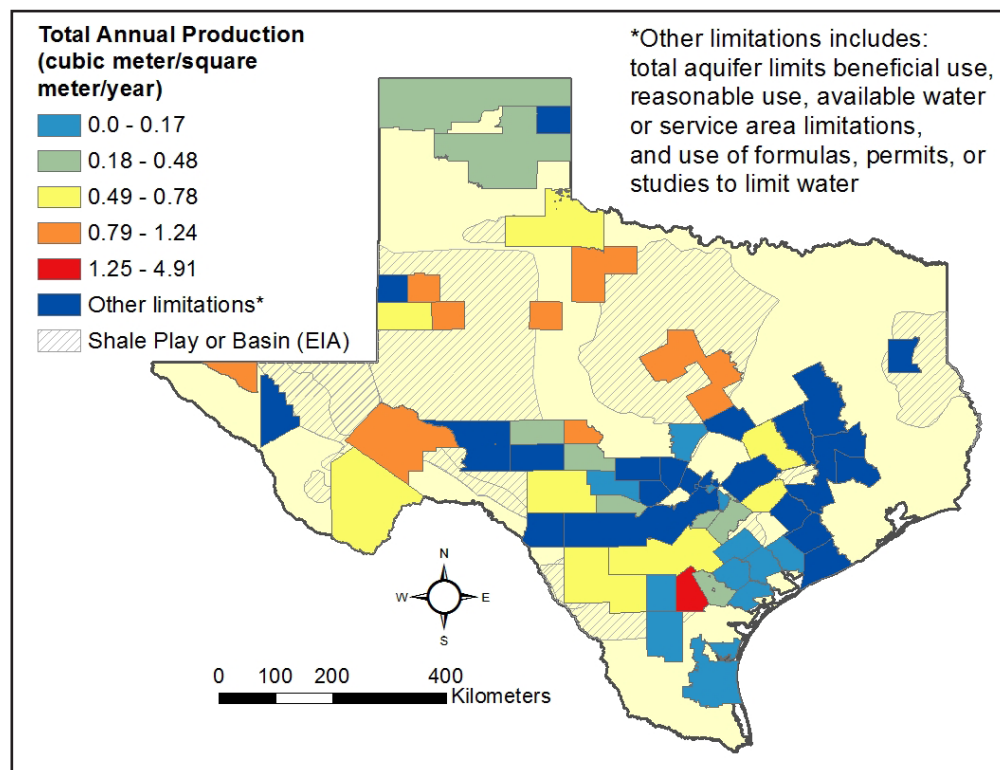 Total Annual Production
(cubic meter/square
meter/year)
0.0 - 0.17
0.18 - 0.48
0.49 - 0.78
0.79 - 1.24
1.25 - 4.91
Other limitations*
Shale Play or Basin (EIA)
*Other limitations includes:
total aquifer limits beneficial use,
reasonable use, available water
or service area limitations,
and use of formulas, permits, or
studies to limit water
N
W E
S
0 100 200 400
Kilometers